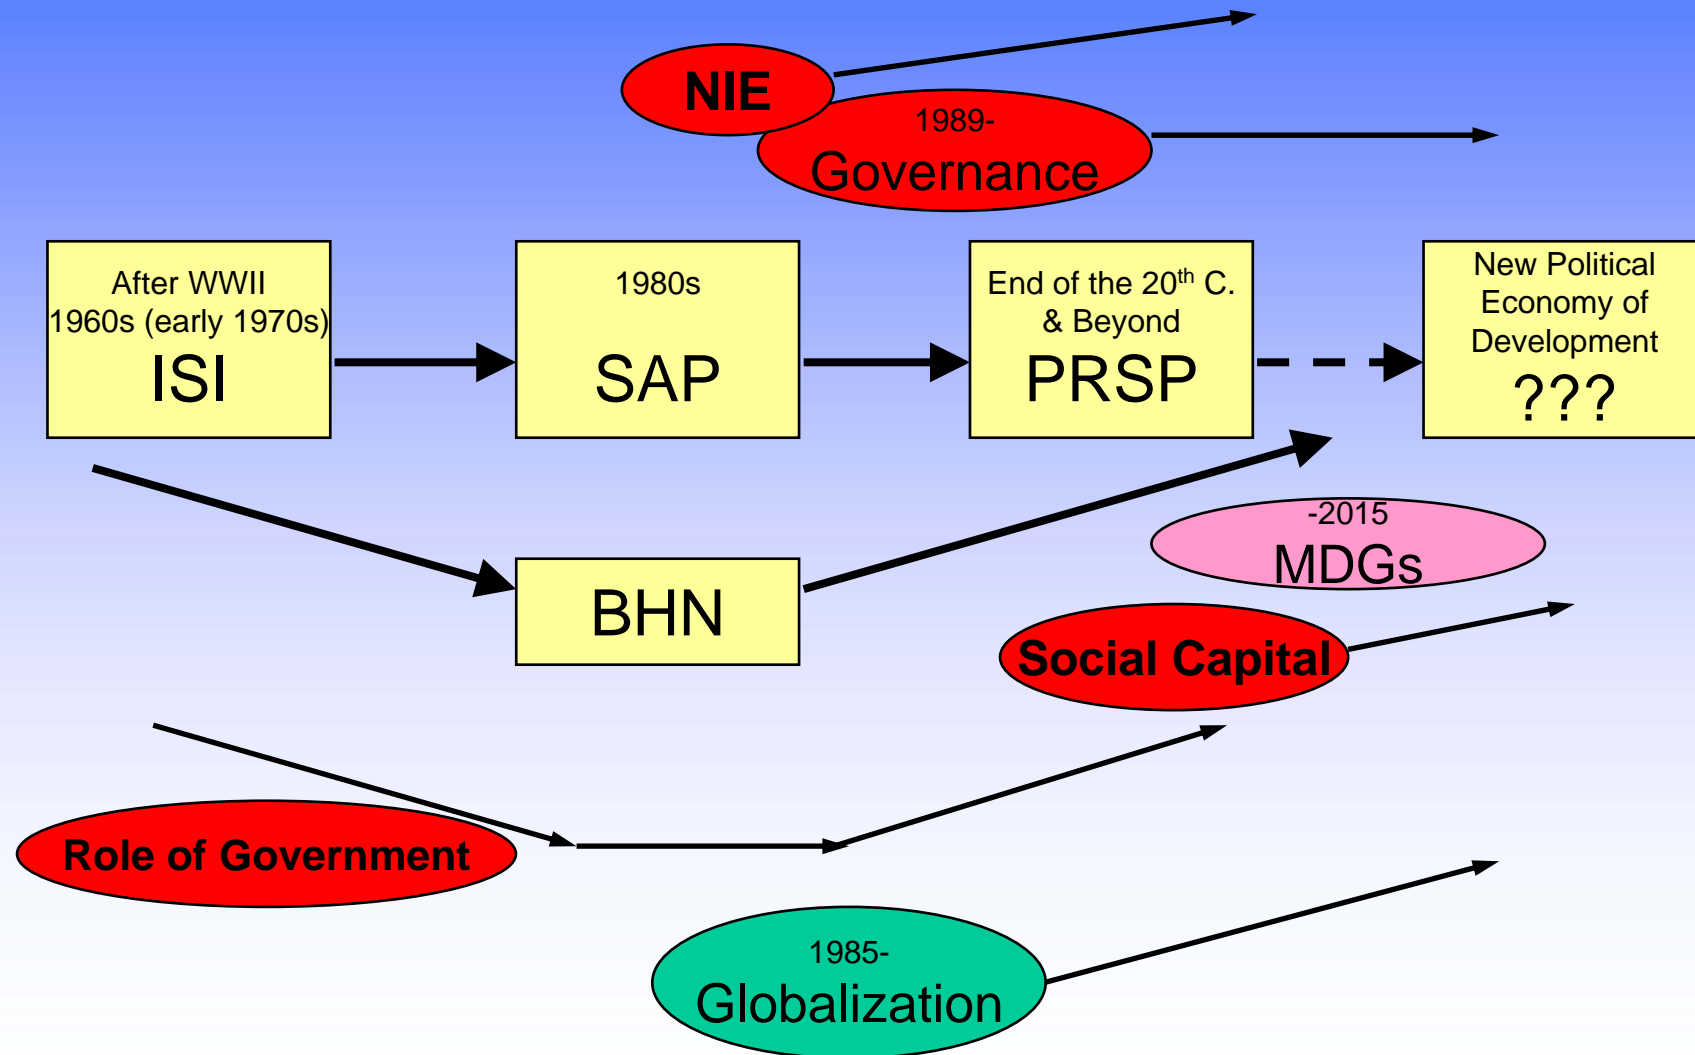 NIE
1989-
Governance
After WWII
1960s (early 1970s)
ISI
1980s
SAP
End of the 20th C.
& Beyond
PRSP
New Political
Economy of
Development
???
BHN
-2015
MDGs
Social Capital
Role of Government
1985-
Globalization